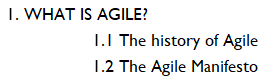 1. WHAT IS AGILE?
1.1 The history of Agile
1.2 The Agile Manifesto